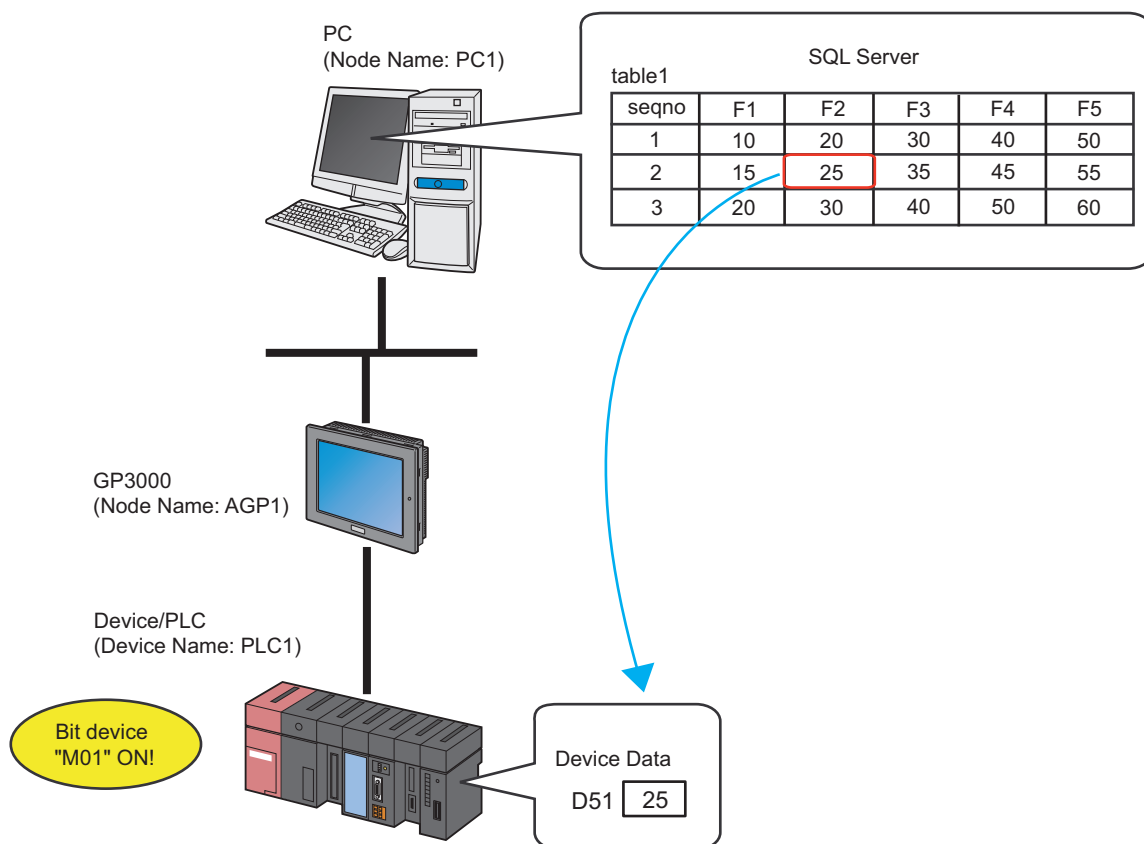 PC
(Node Name: PC1)
SQL Server
table1
seqno F1 F2 F3 F4 F5
1 10 20 30 40 50
2 15 25 35 45 55
3 20 30 40 50 60
GP3000
(Node Name: AGP1)
Device/PLC
(Device Name: PLC1)
Bit device
"M01" ON!
Device Data
D51 25